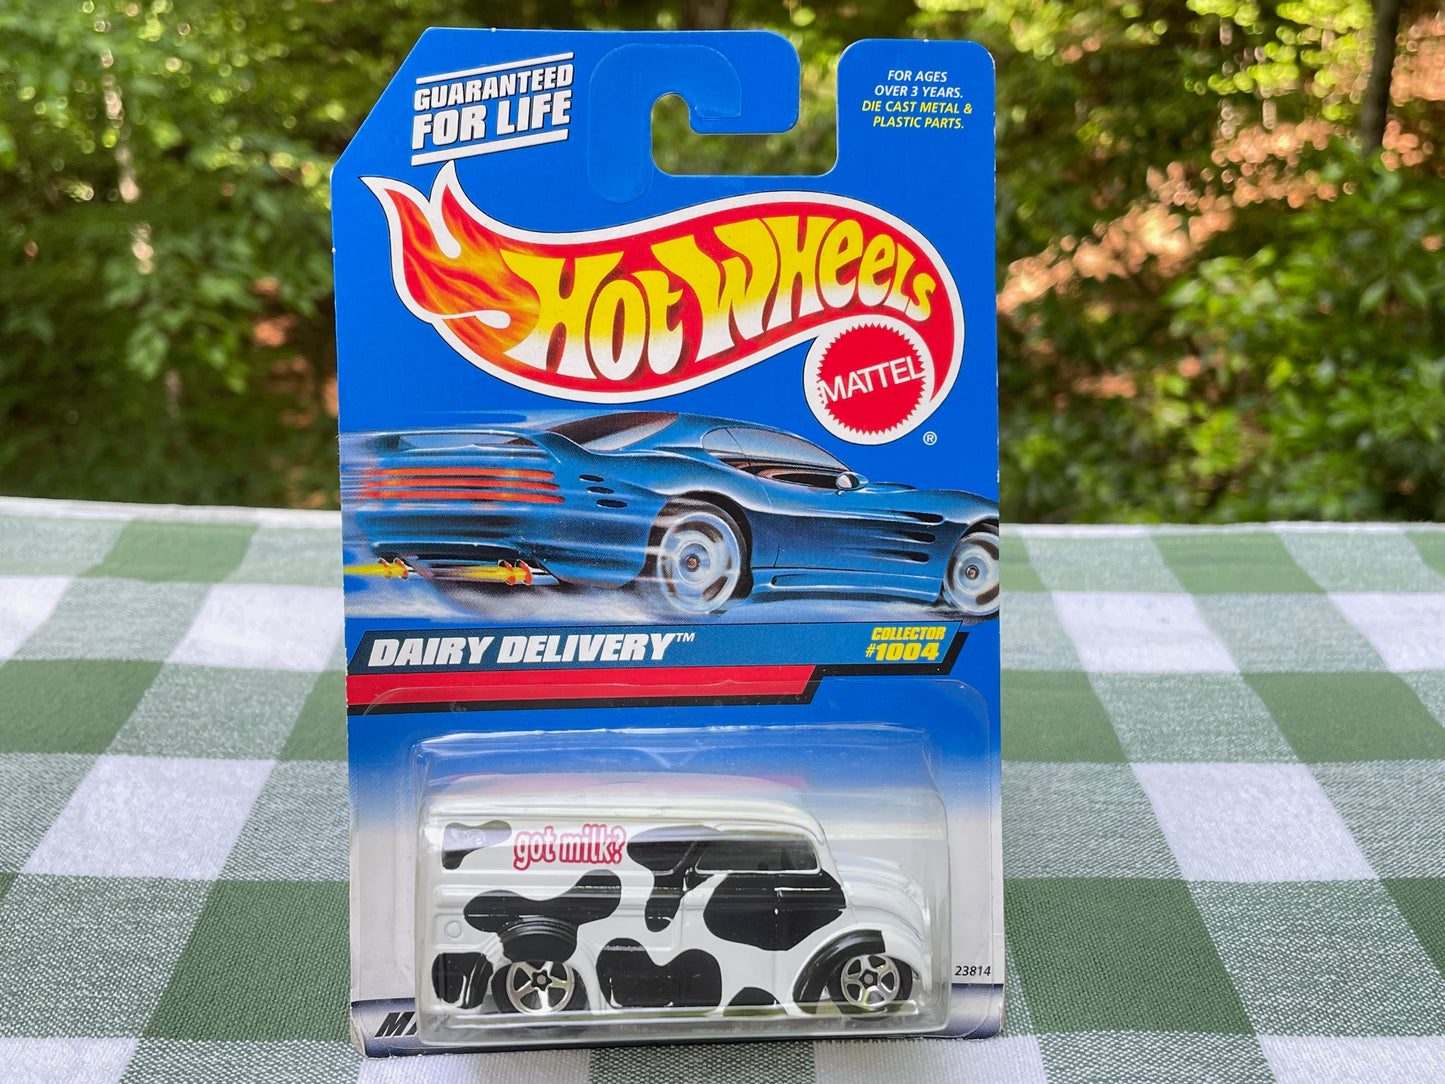 GUARANTEED
FOR LIFE
FOR AGES
OVER 3 YEARS.
DIE CAST METAL &
PLASTIC PARTS.
HOT WHEELS
MATTEL
®
DAIRY DELIVERY™
COLLECTOR
#1004
got milk?
23814